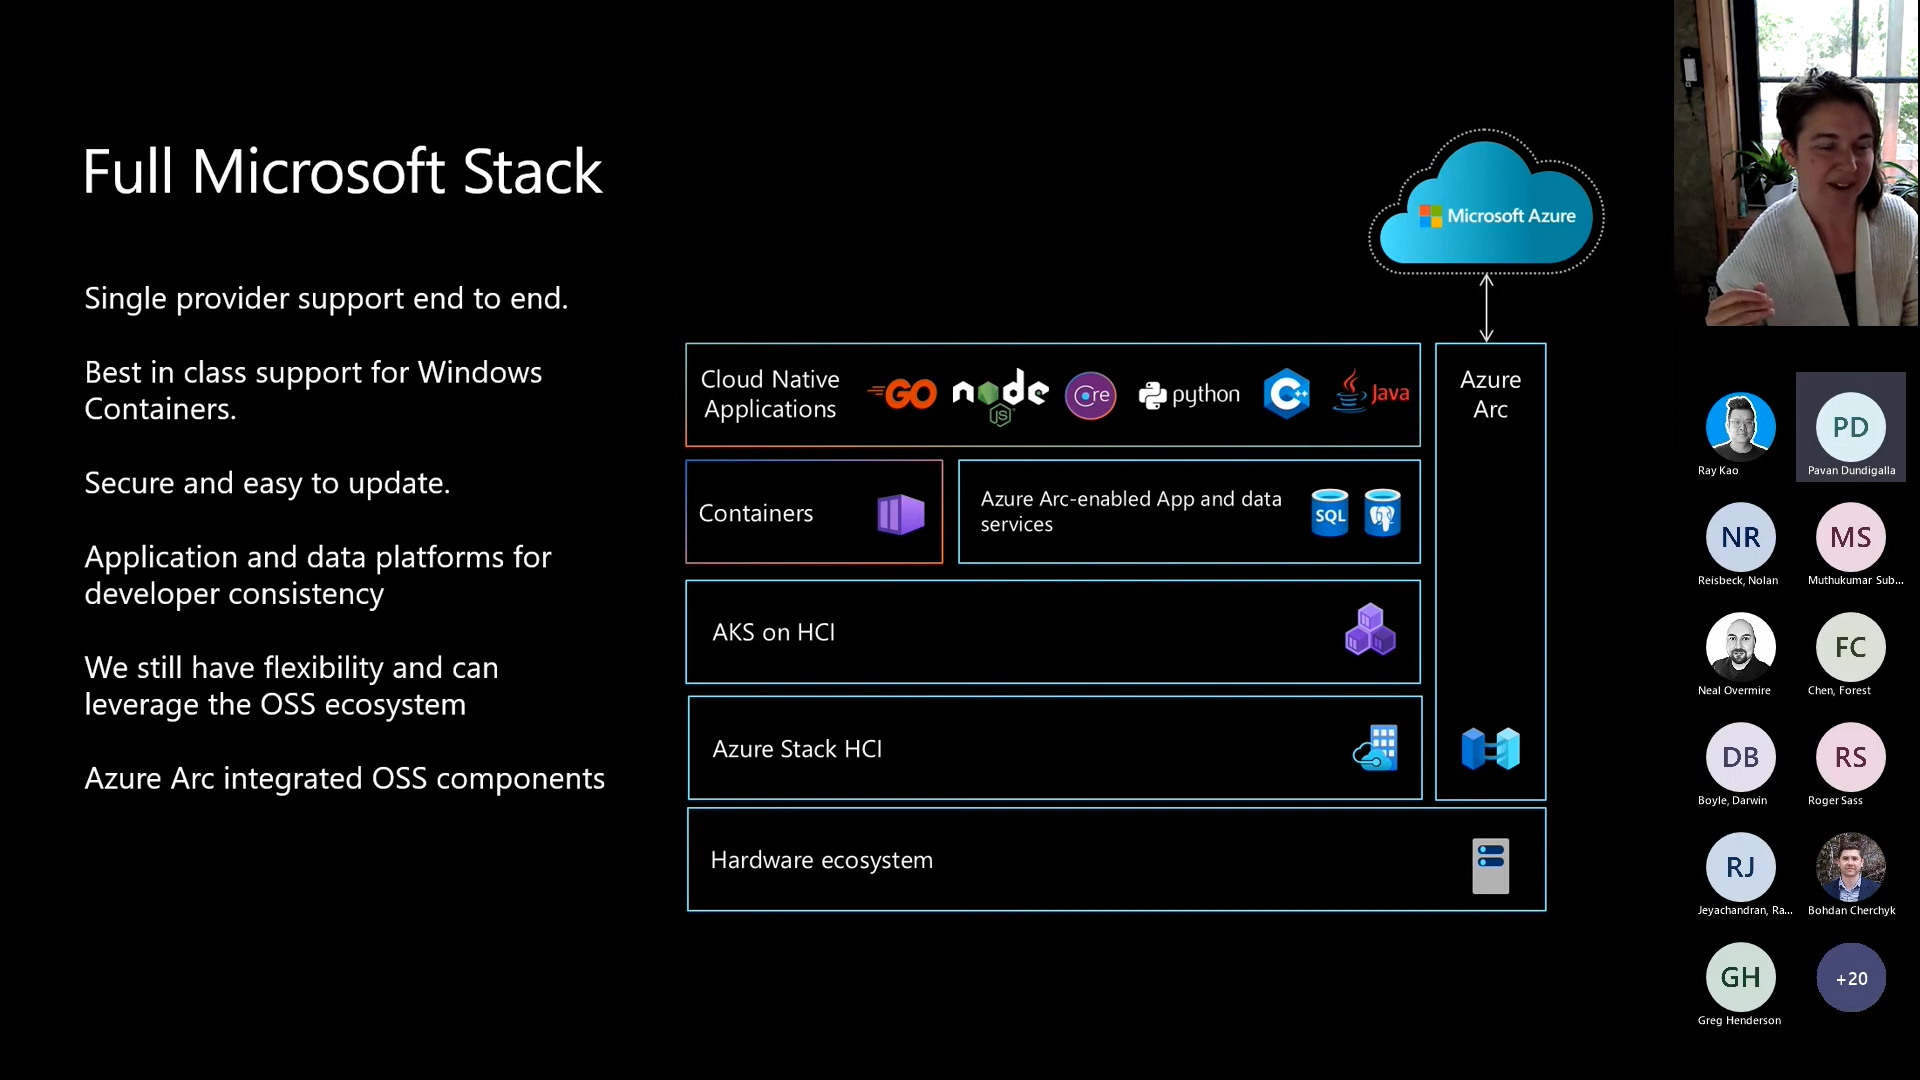 Full Microsoft Stack
Single provider support end to end.
Best in class support for Windows
Containers.
Secure and easy to update.
Application and data platforms for
developer consistency
We still have flexibility and can
leverage the OSS ecosystem
Azure Arc integrated OSS components
Microsoft Azure
Cloud Native
Applications
GO
node
JS
Core
python
C++
Java
Azure
Arc
Containers
Azure Arc-enabled App and data
services
SQL
AKS on HCI
Azure Stack HCI
Hardware ecosystem
Ray Kao
PD
Pavan Dundigalla
NR
Reisbeck, Nolan
MS
Muthukumar Sub...
Neal Overmire
FC
Chen, Forest
DB
Boyle, Darwin
RS
Roger Sass
RJ
Jeyachandran, Ra...
Bohdan Cherchyk
GH
Greg Henderson
+20